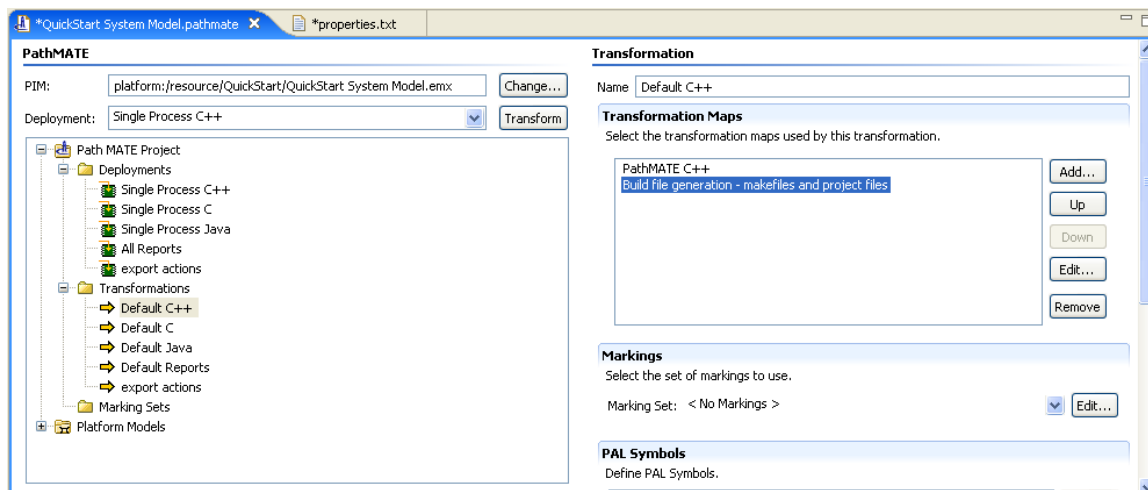 *QuickStart System Model.pathmate
*properties.txt
PathMATE
PIM: platform:/resource/QuickStart/QuickStart System Model.emx Change...
Deployment: Single Process C++ Transform
Path MATE Project
Deployments
Single Process C++
Single Process C
Single Process Java
All Reports
export actions
Transformations
Default C++
Default C
Default Java
Default Reports
export actions
Marking Sets
Platform Models
Transformation
Name Default C++
Transformation Maps
Select the transformation maps used by this transformation.
PathMATE C++
Build file generation - makefiles and project files
Add...
Up
Down
Edit...
Remove
Markings
Select the set of markings to use.
Marking Set: < No Markings > Edit...
PAL Symbols
Define PAL Symbols.